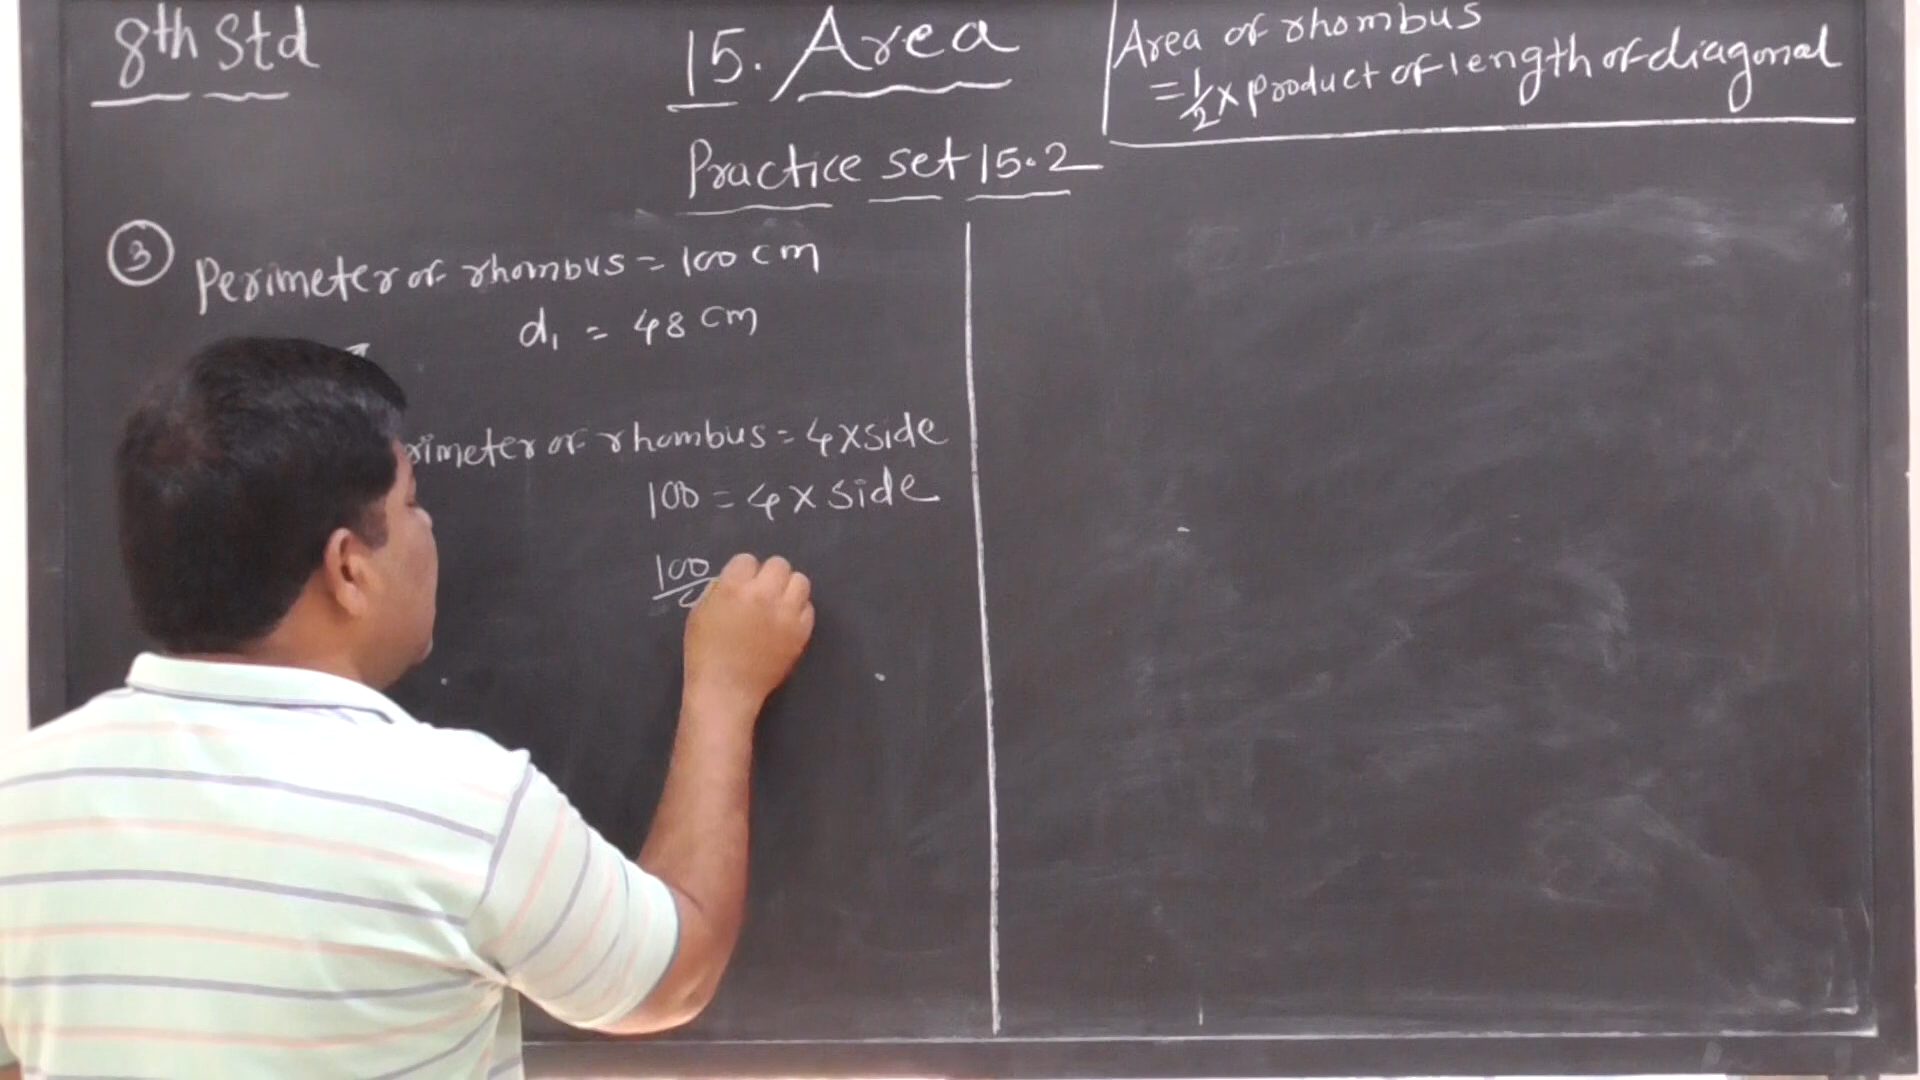 8th Std
15. Area
Area of rhombus
= 1/2 x product of length of diagonal
Practice set 15.2
3 Perimeter of rhombus = 100 cm
d₁ = 48 cm
rimeter of rhombus = 4 x side
100 = 4 x side
100